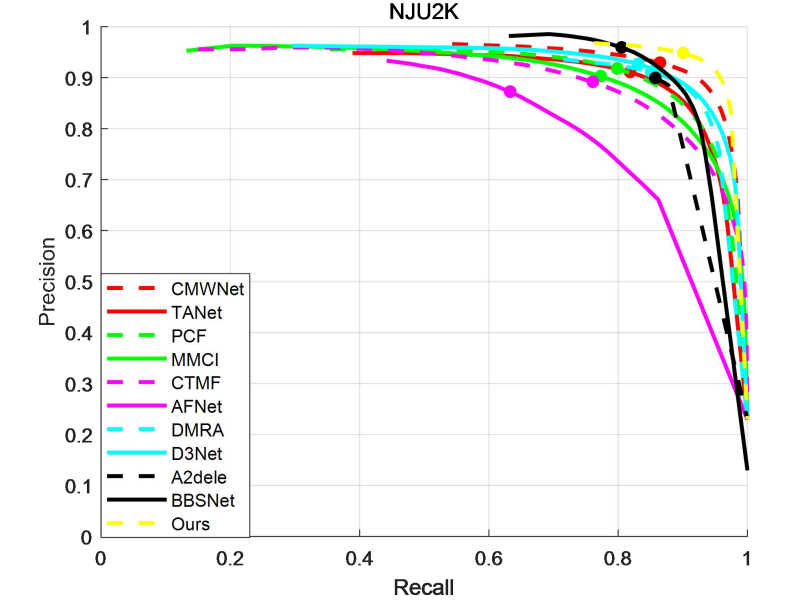 NJU2K
1
0.9
0.8
0.7
0.6
0.5
0.4
0.3
0.2
0.1
0
Precision
CMWNet
TANet
PCF
MMCI
CTMF
AFNet
DMRA
D3Net
A2dele
BBSNet
Ours
0 0.2 0.4 0.6 0.8 1
Recall